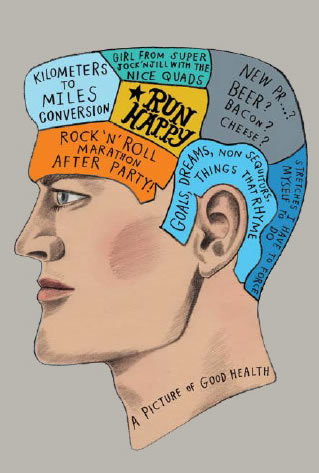 GIRL FROM SUPER
JOCK 'N' JILL WITH THE
NICE QUADS
KILOMETERS
TO
MILES
CONVERSION
★RUN
HAPPY
NEW PR...?
BEER?
BACON?
CHEESE?
ROCK 'N' ROLL
MARATHON
AFTER PARTY!
GOALS, DREAMS, NON SEQUITURS,
THINGS THAT RHYME
STRETCHES I HAVE TO FORCE
MYSELF TO DO
A PICTURE OF GOOD HEALTH